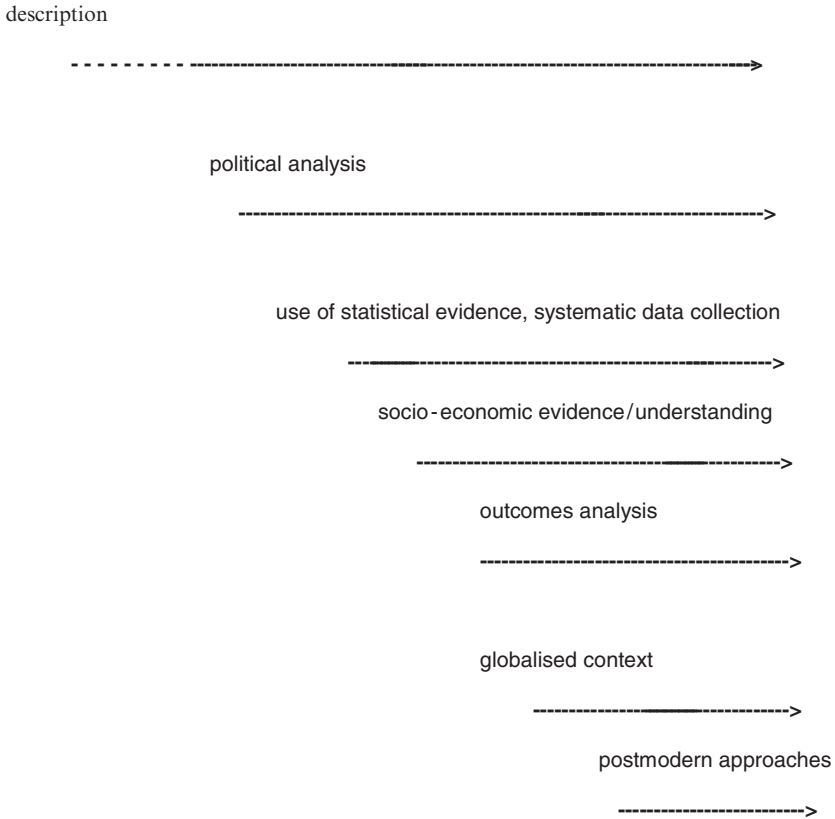 description
political analysis
use of statistical evidence, systematic data collection
socio-economic evidence/understanding
outcomes analysis
globalised context
postmodern approaches